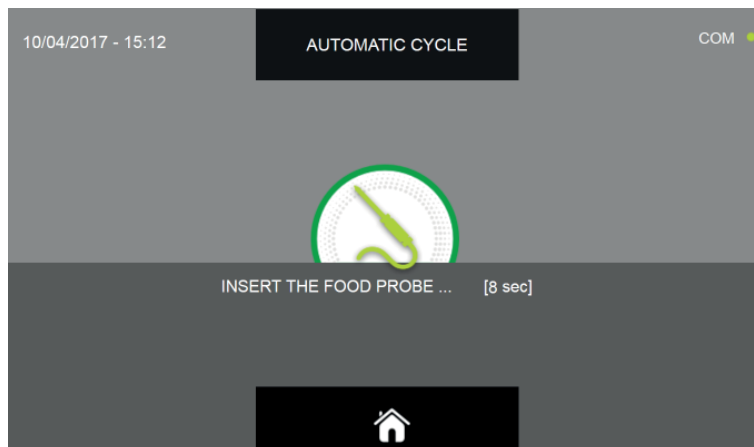 10/04/2017 - 15:12
AUTOMATIC CYCLE
COM
INSERT THE FOOD PROBE ... [8 sec]